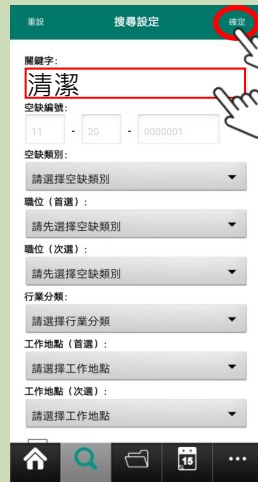 重設 搜尋設定 確定
關鍵字:
清潔
空缺編號:
11 - 20 - 0000001
空缺類別:
請選擇空缺類別
職位（首選）:
請先選擇空缺類別
職位（次選）:
請先選擇空缺類別
行業分類:
請選擇行業分類
工作地點（首選）:
請選擇工作地點
工作地點（次選）:
請選擇工作地點
15